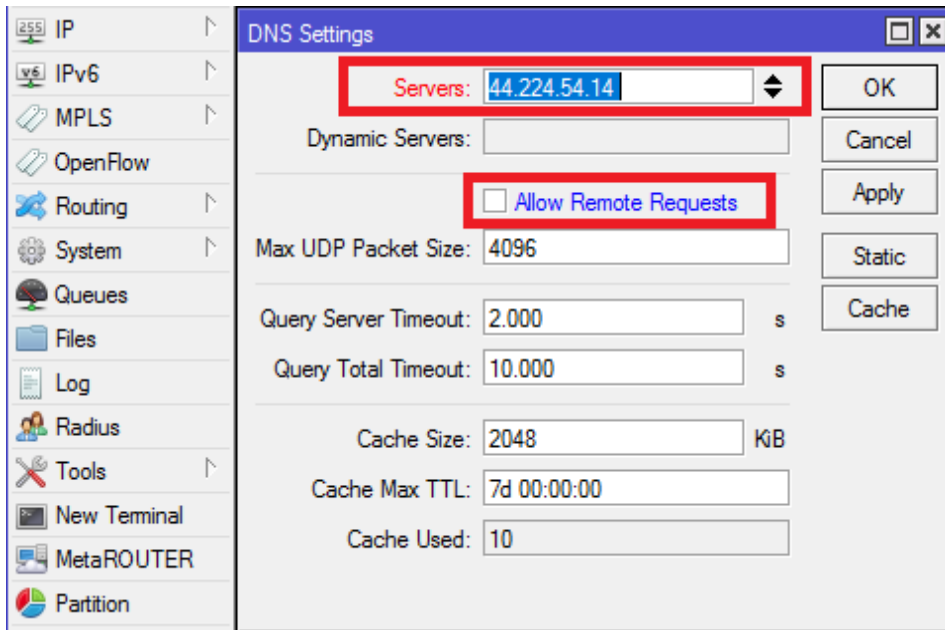 255 IP
v6 IPv6
MPLS
OpenFlow
Routing
System
Queues
Files
Log
Radius
Tools
New Terminal
MetaROUTER
Partition
DNS Settings
Servers: 44.224.54.14
OK
Dynamic Servers:
Cancel
Allow Remote Requests
Apply
Max UDP Packet Size: 4096
Static
Query Server Timeout: 2.000 s
Cache
Query Total Timeout: 10.000 s
Cache Size: 2048 KiB
Cache Max TTL: 7d 00:00:00
Cache Used: 10